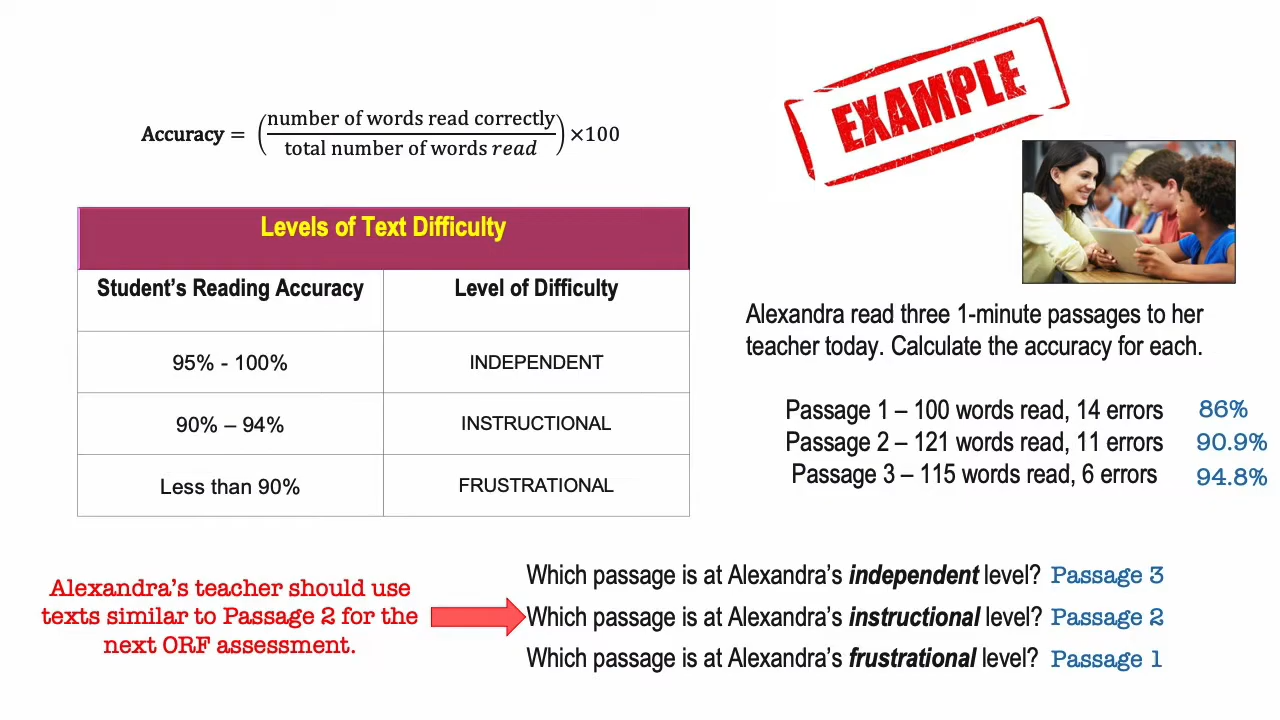 EXAMPLE
Accuracy = (number of words read correctly / total number of words read) ×100
Levels of Text Difficulty
Student’s Reading Accuracy Level of Difficulty
95% - 100% INDEPENDENT
90% – 94% INSTRUCTIONAL
Less than 90% FRUSTRATIONAL
Alexandra read three 1-minute passages to her
teacher today. Calculate the accuracy for each.
Passage 1 – 100 words read, 14 errors 86%
Passage 2 – 121 words read, 11 errors 90.9%
Passage 3 – 115 words read, 6 errors 94.8%
Alexandra’s teacher should use
texts similar to Passage 2 for the
next ORF assessment.
Which passage is at Alexandra’s independent level? Passage 3
Which passage is at Alexandra’s instructional level? Passage 2
Which passage is at Alexandra’s frustrational level? Passage 1